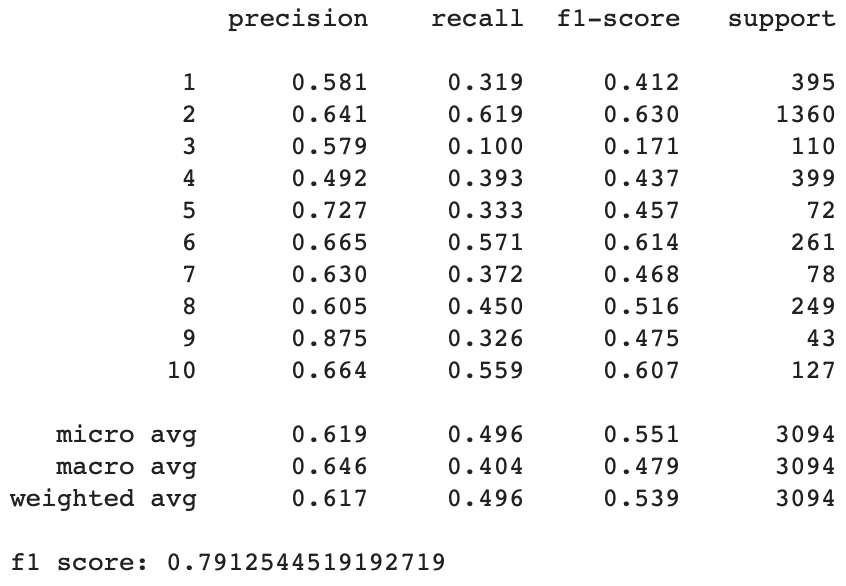 precision recall f1-score support
1 0.581 0.319 0.412 395
2 0.641 0.619 0.630 1360
3 0.579 0.100 0.171 110
4 0.492 0.393 0.437 399
5 0.727 0.333 0.457 72
6 0.665 0.571 0.614 261
7 0.630 0.372 0.468 78
8 0.605 0.450 0.516 249
9 0.875 0.326 0.475 43
10 0.664 0.559 0.607 127
micro avg 0.619 0.496 0.551 3094
macro avg 0.646 0.404 0.479 3094
weighted avg 0.617 0.496 0.539 3094
f1 score: 0.7912544519192719